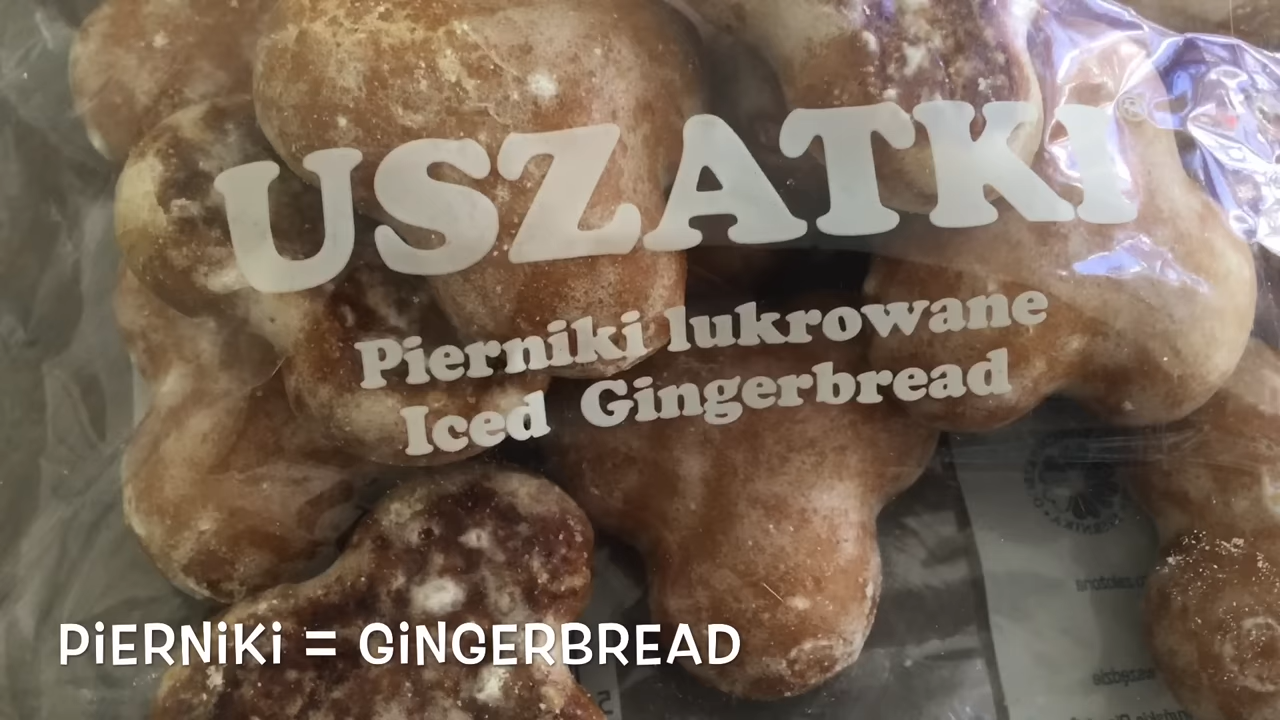 USZATKI®
Pierniki lukrowane
Iced Gingerbread
PiERNiKi = GiNGERBREAD